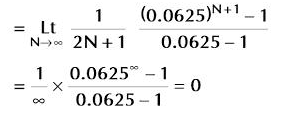 = Lt N→∞ 1/(2N + 1) ((0.0625)^(N+1) – 1)/(0.0625 – 1)
= 1/∞ × (0.0625^∞ – 1)/(0.0625 – 1) = 0